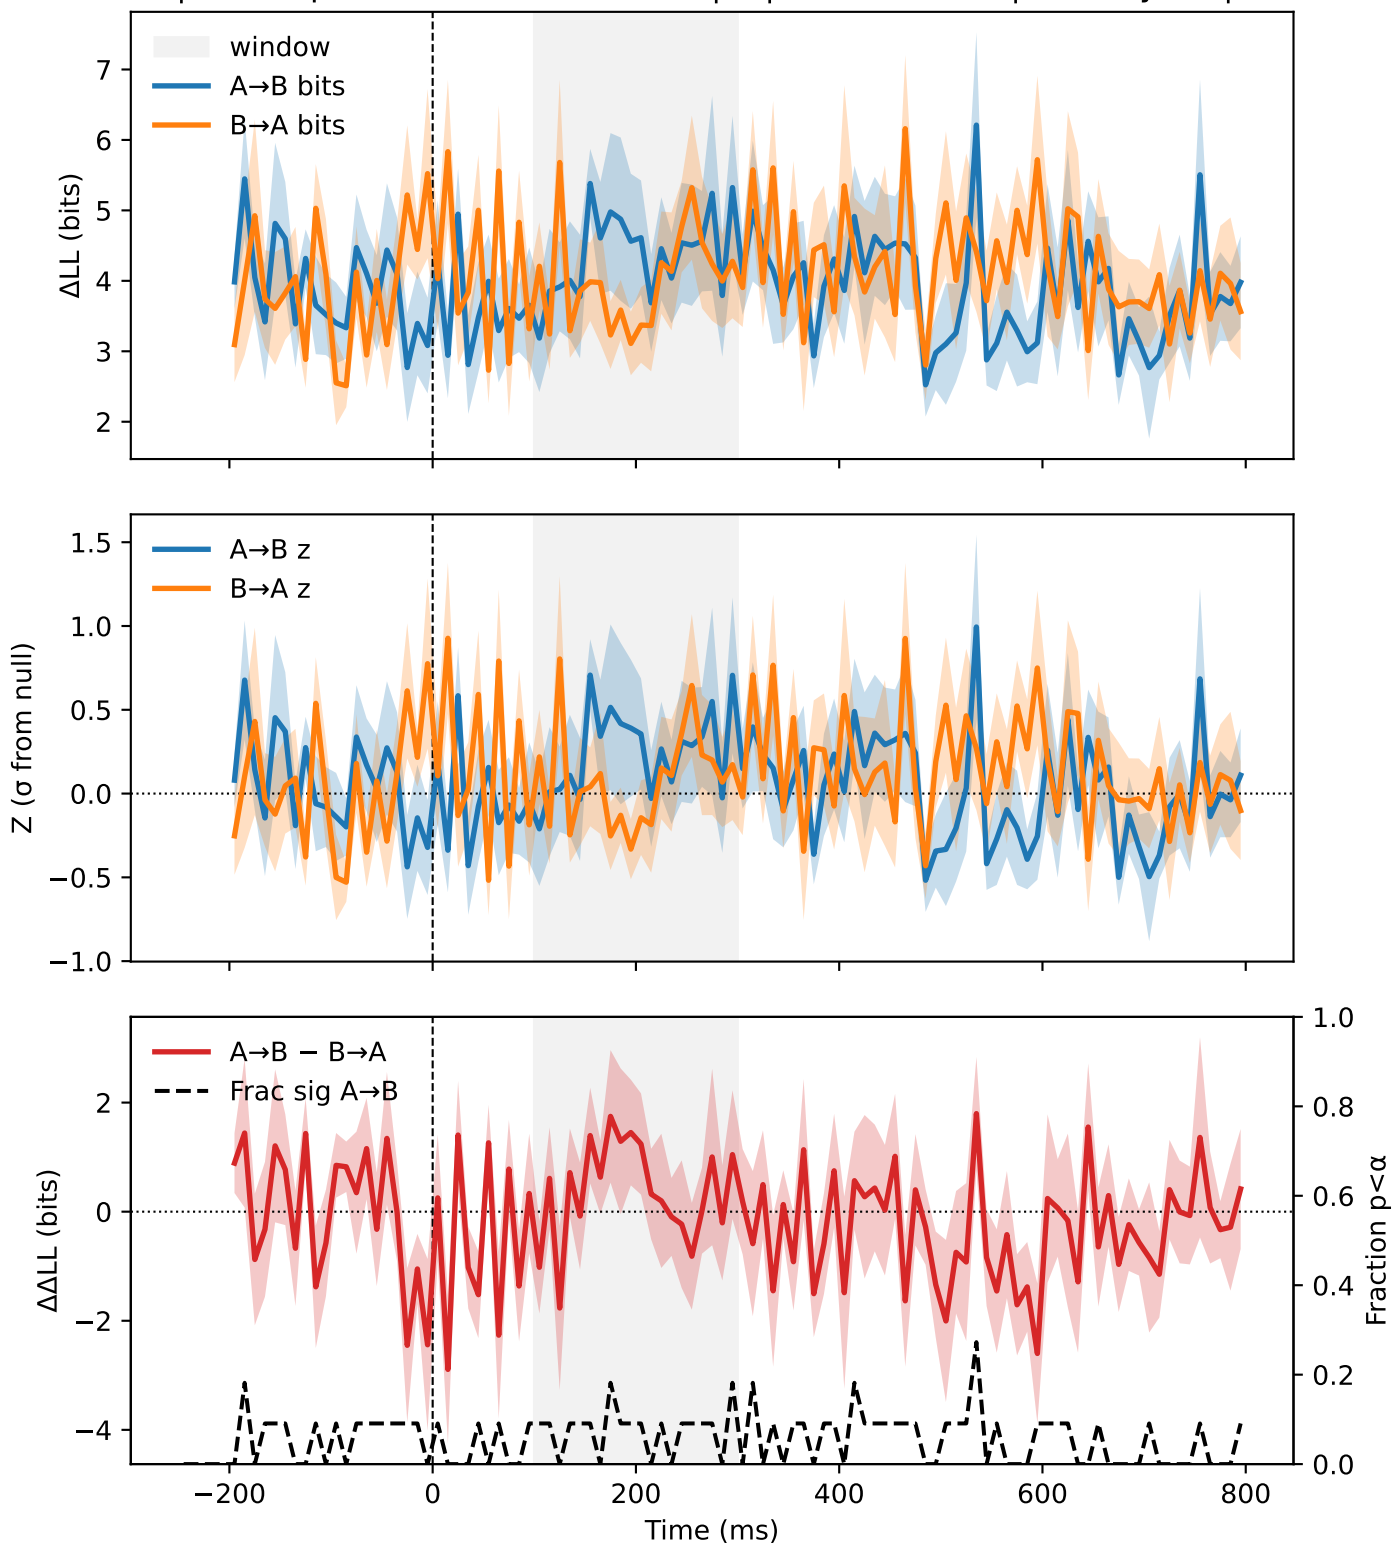 window
A→B bits
B→A bits
ΔLL (bits)
7
6
5
4
3
2
A→B z
B→A z
Z (σ from null)
1.5
1.0
0.5
0.0
−0.5
−1.0
A→B − B→A
Frac sig A→B
ΔΔLL (bits)
2
0
−2
−4
1.0
0.8
0.6
0.4
0.2
0.0
Fraction p<α
−200 0 200 400 600 800
Time (ms)